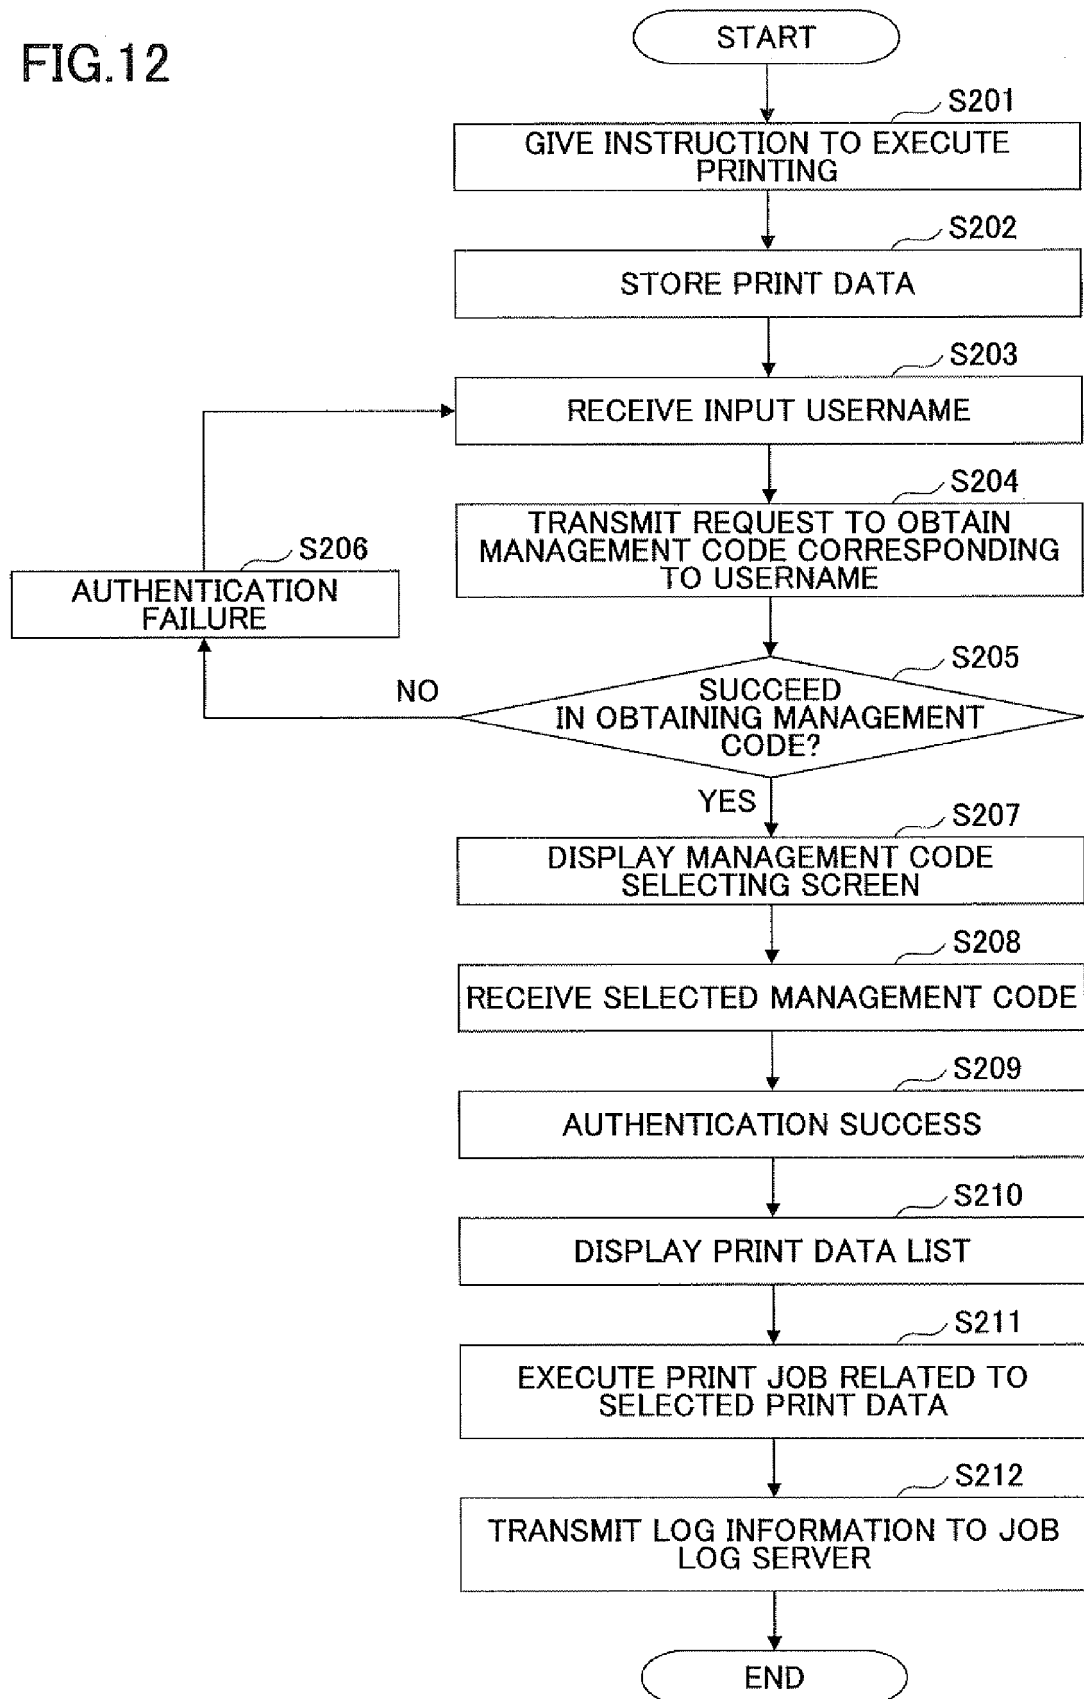 FIG.12
START
S201
GIVE INSTRUCTION TO EXECUTE
PRINTING
S202
STORE PRINT DATA
S203
RECEIVE INPUT USERNAME
S204
TRANSMIT REQUEST TO OBTAIN
MANAGEMENT CODE CORRESPONDING
TO USERNAME
S206
AUTHENTICATION
FAILURE
S205
NO
SUCCEED
IN OBTAINING MANAGEMENT
CODE?
YES
S207
DISPLAY MANAGEMENT CODE
SELECTING SCREEN
S208
RECEIVE SELECTED MANAGEMENT CODE
S209
AUTHENTICATION SUCCESS
S210
DISPLAY PRINT DATA LIST
S211
EXECUTE PRINT JOB RELATED TO
SELECTED PRINT DATA
S212
TRANSMIT LOG INFORMATION TO JOB
LOG SERVER
END